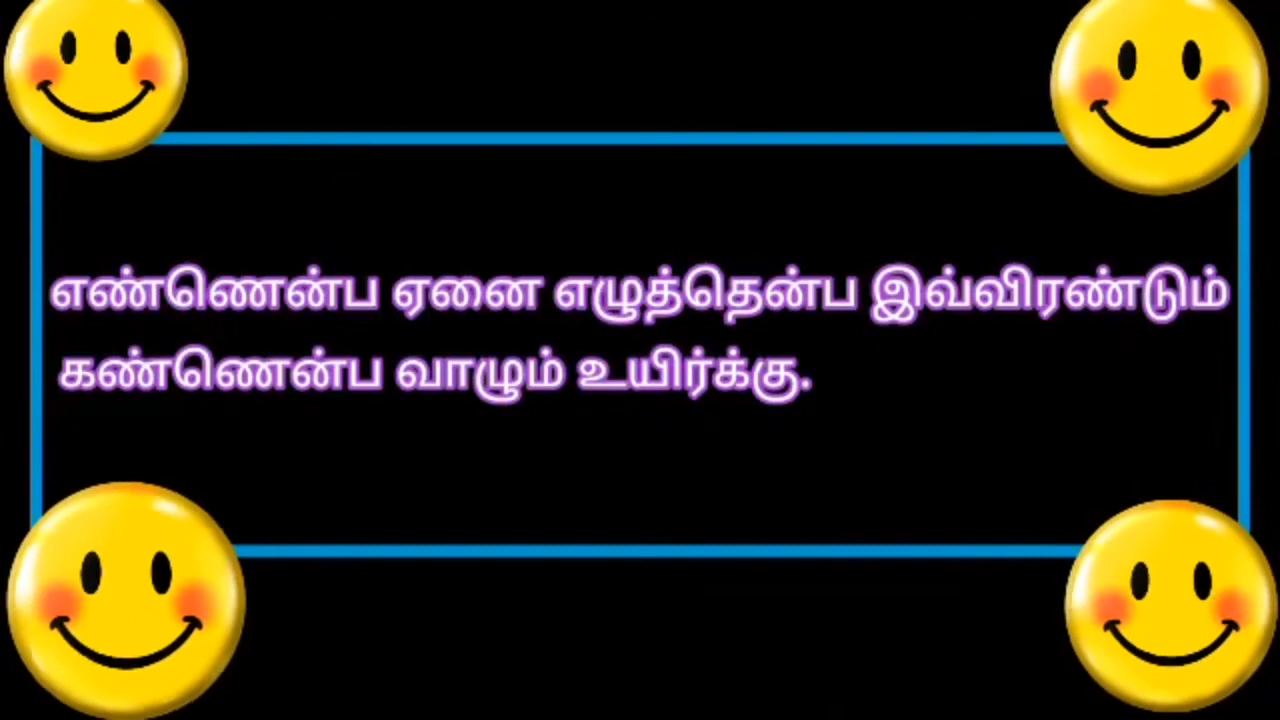 எண்ணென்ப ஏனை எழுத்தென்ப இவ்விரண்டும்
கண்ணென்ப வாழும் உயிர்க்கு.